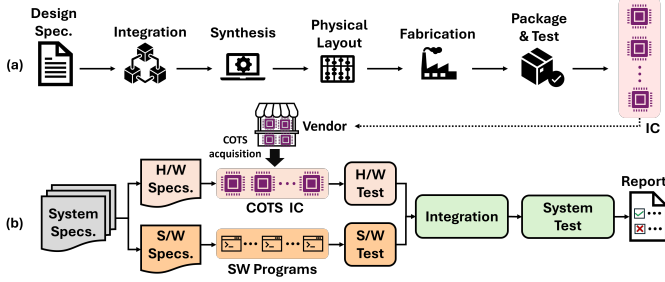 Design
Spec.
Integration
Synthesis
Physical
Layout
Fabrication
Package
& Test
(a)
IC
Vendor
COTS
acquisition
H/W
Specs.
COTS IC
H/W
Test
Report
(b)
System
Specs.
Integration
System
Test
S/W
Specs.
SW Programs
S/W
Test